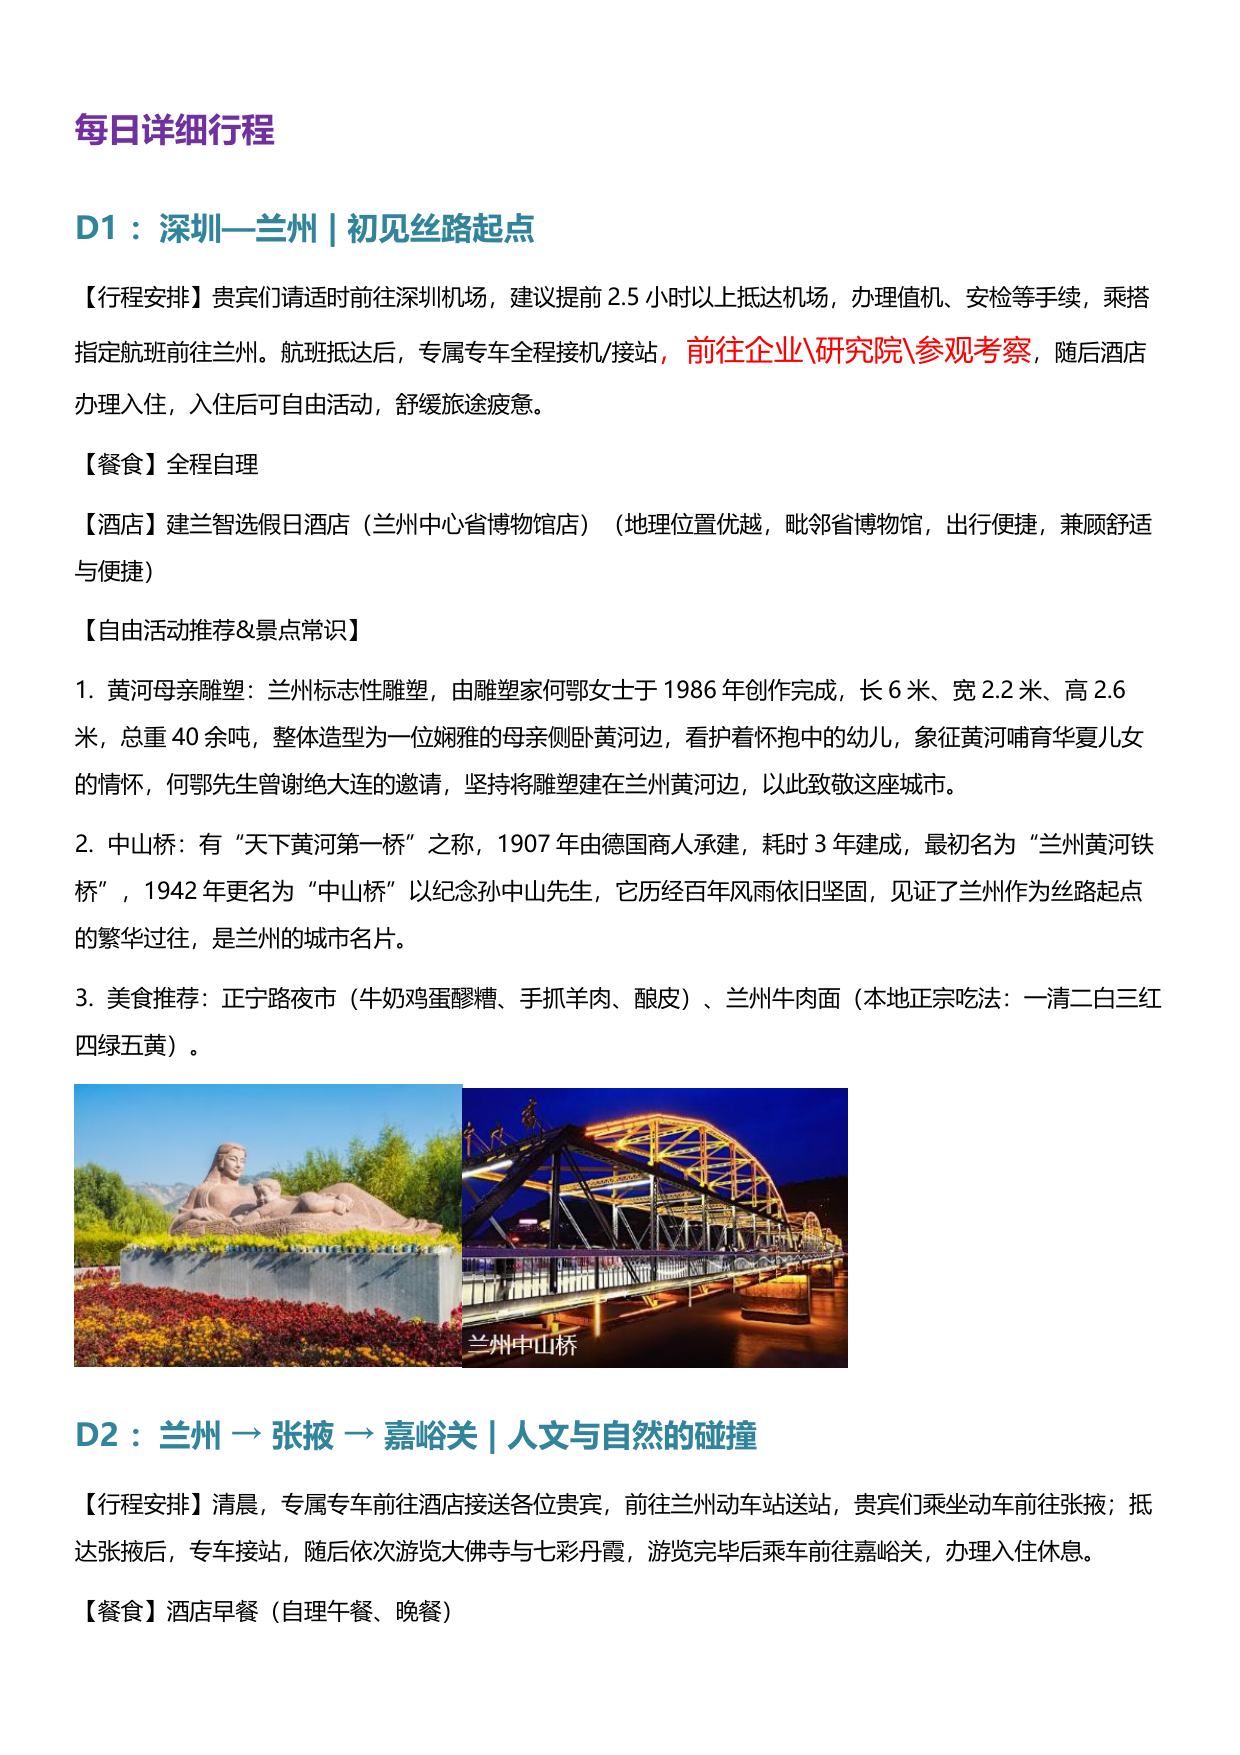 每日详细行程
D1 ：深圳—兰州 | 初见丝路起点
【行程安排】贵宾们请适时前往深圳机场，建议提前 2.5 小时以上抵达机场，办理值机、安检等手续，乘搭
指定航班前往兰州。航班抵达后，专属专车全程接机/接站，前往企业\研究院\参观考察，随后酒店
办理入住，入住后可自由活动，舒缓旅途疲惫。
【餐食】全程自理
【酒店】建兰智选假日酒店（兰州中心省博物馆店）（地理位置优越，毗邻省博物馆，出行便捷，兼顾舒适
与便捷）
【自由活动推荐&景点常识】
1. 黄河母亲雕塑：兰州标志性雕塑，由雕塑家何鄂女士于 1986 年创作完成，长 6 米、宽 2.2 米、高 2.6
米，总重 40 余吨，整体造型为一位娴雅的母亲侧卧黄河边，看护着怀抱中的幼儿，象征黄河哺育华夏儿女
的情怀，何鄂先生曾谢绝大连的邀请，坚持将雕塑建在兰州黄河边，以此致敬这座城市。
2. 中山桥：有“天下黄河第一桥”之称，1907 年由德国商人承建，耗时 3 年建成，最初名为“兰州黄河铁
桥”，1942 年更名为“中山桥”以纪念孙中山先生，它历经百年风雨依旧坚固，见证了兰州作为丝路起点
的繁华过往，是兰州的城市名片。
3. 美食推荐：正宁路夜市（牛奶鸡蛋醪糟、手抓羊肉、酿皮）、兰州牛肉面（本地正宗吃法：一清二白三红
四绿五黄）。
兰州中山桥
D2 ：兰州 → 张掖 → 嘉峪关 | 人文与自然的碰撞
【行程安排】清晨，专属专车前往酒店接送各位贵宾，前往兰州动车站送站，贵宾们乘坐动车前往张掖；抵
达张掖后，专车接站，随后依次游览大佛寺与七彩丹霞，游览完毕后乘车前往嘉峪关，办理入住休息。
【餐食】酒店早餐（自理午餐、晚餐）